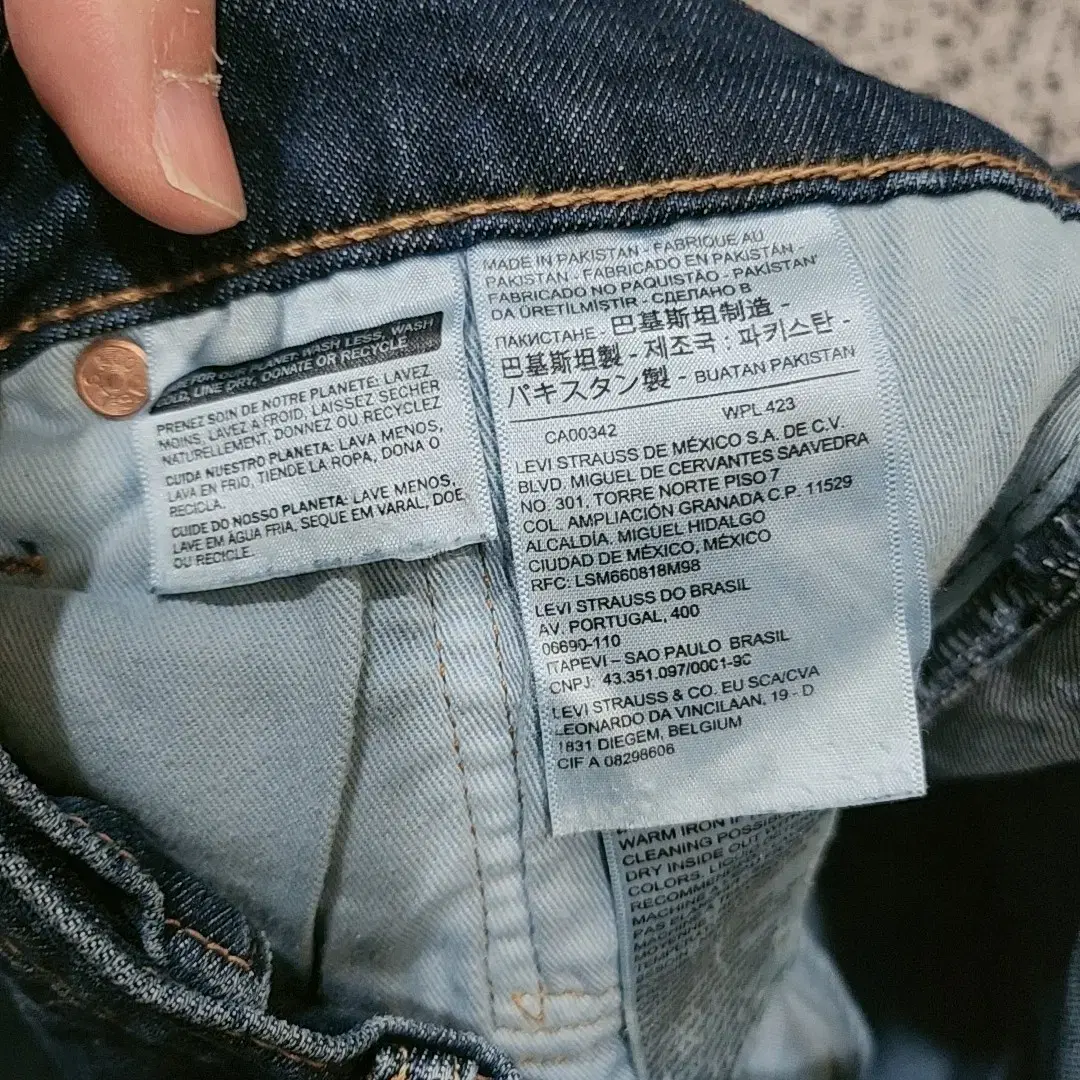 FOR OUR PLANET: WASH LESS, WASH
COLD, LINE DRY, DONATE OR RECYCLE.
PRENEZ SOIN DE NOTRE PLANETE: LAVEZ
MOINS, LAVEZ A FROID, LAISSEZ SÉCHER
NATURELLEMENT, DONNEZ OU RECYCLEZ
CUIDA NUESTRO PLANETA: LAVA MENOS,
LAVA EN FRIO, TIENDE LA ROPA, DONA O
RECICLA.
CUIDE DO NOSSO PLANETA: LAVE MENOS,
LAVE EM ÁGUA FRIA, SEQUE EM VARAL, DOE
OU RECICLE.
MADE IN PAKISTAN - FABRIQUE AU
PAKISTAN - FABRICADO EN PAKISTÁN -
FABRICADO NO PAQUISTÃO - PAKISTAN'
DA ÜRETILMIŞTIR - СДЕЛАНО В
ПАКИСТАНЕ - 巴基斯坦制造 -
巴基斯坦製 - 제조국 : 파키스탄 -
パキスタン製 - BUATAN PAKISTAN
CA00342 WPL 423
LEVI STRAUSS DE MÉXICO S.A. DE C.V.
BLVD. MIGUEL DE CERVANTES SAAVEDRA
NO. 301, TORRE NORTE PISO 7
COL. AMPLIACIÓN GRANADA C.P. 11529
ALCALDÍA. MIGUEL HIDALGO
CIUDAD DE MÉXICO, MÉXICO
RFC: LSM660818M98
LEVI STRAUSS DO BRASIL
AV. PORTUGAL, 400
06690-110
ITAPEVI – SAO PAULO BRASIL
CNPJ: 43.351.097/0001-9C
LEVI STRAUSS & CO. EU SCA/CVA
LEONARDO DA VINCILAAN, 19 - D
1831 DIEGEM, BELGIUM
CIF A 08298606
WARM IRON
CLEANING POSSIB
DRY INSIDE OUT
COLORS,
RECOMMEN
MACHINE